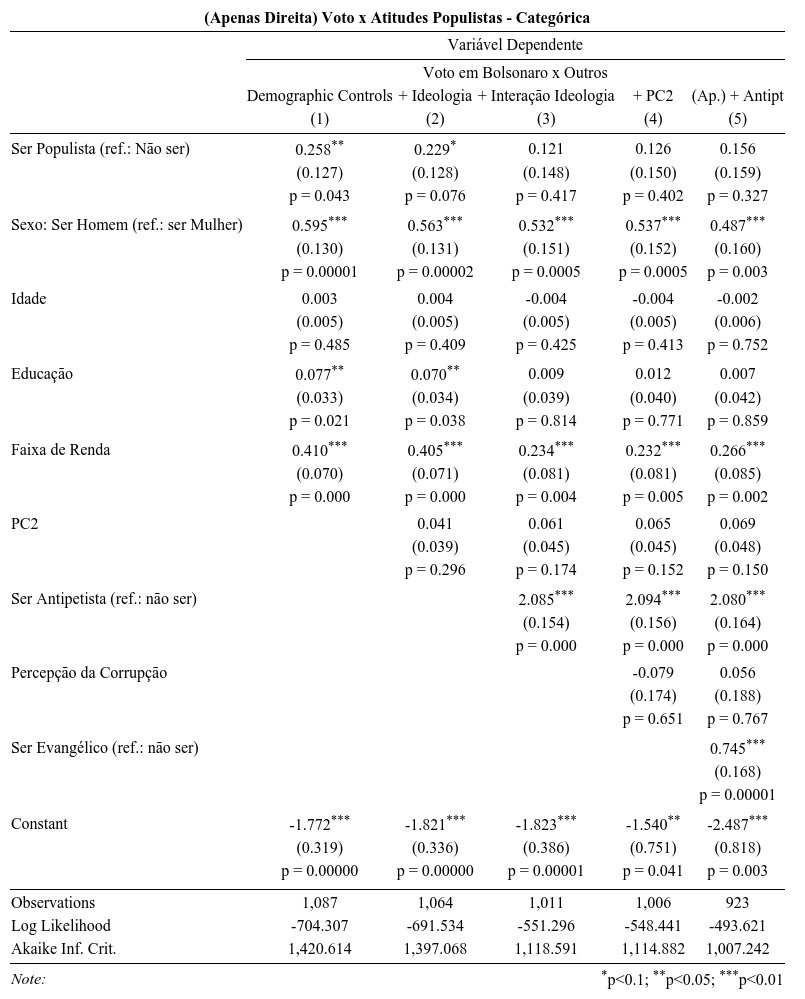 (Apenas Direita) Voto x Atitudes Populistas - Categórica
Variável Dependente
Voto em Bolsonaro x Outros
Demographic Controls + Ideologia + Interação Ideologia + PC2 (Ap.) + Antipt
(1) (2) (3) (4) (5)
Ser Populista (ref.: Não ser) 0.258** 0.229* 0.121 0.126 0.156
(0.127) (0.128) (0.148) (0.150) (0.159)
p = 0.043 p = 0.076 p = 0.417 p = 0.402 p = 0.327
Sexo: Ser Homem (ref.: ser Mulher) 0.595*** 0.563*** 0.532*** 0.537*** 0.487***
(0.130) (0.131) (0.151) (0.152) (0.160)
p = 0.00001 p = 0.00002 p = 0.0005 p = 0.0005 p = 0.003
Idade 0.003 0.004 -0.004 -0.004 -0.002
(0.005) (0.005) (0.005) (0.005) (0.006)
p = 0.485 p = 0.409 p = 0.425 p = 0.413 p = 0.752
Educação 0.077** 0.070** 0.009 0.012 0.007
(0.033) (0.034) (0.039) (0.040) (0.042)
p = 0.021 p = 0.038 p = 0.814 p = 0.771 p = 0.859
Faixa de Renda 0.410*** 0.405*** 0.234*** 0.232*** 0.266***
(0.070) (0.071) (0.081) (0.081) (0.085)
p = 0.000 p = 0.000 p = 0.004 p = 0.005 p = 0.002
PC2 0.041 0.061 0.065 0.069
(0.039) (0.045) (0.045) (0.048)
p = 0.296 p = 0.174 p = 0.152 p = 0.150
Ser Antipetista (ref.: não ser) 2.085*** 2.094*** 2.080***
(0.154) (0.156) (0.164)
p = 0.000 p = 0.000 p = 0.000
Percepção da Corrupção -0.079 0.056
(0.174) (0.188)
p = 0.651 p = 0.767
Ser Evangélico (ref.: não ser) 0.745***
(0.168)
p = 0.00001
Constant -1.772*** -1.821*** -1.823*** -1.540** -2.487***
(0.319) (0.336) (0.386) (0.751) (0.818)
p = 0.00000 p = 0.00000 p = 0.00001 p = 0.041 p = 0.003
Observations 1,087 1,064 1,011 1,006 923
Log Likelihood -704.307 -691.534 -551.296 -548.441 -493.621
Akaike Inf. Crit. 1,420.614 1,397.068 1,118.591 1,114.882 1,007.242
Note: *p<0.1; **p<0.05; ***p<0.01